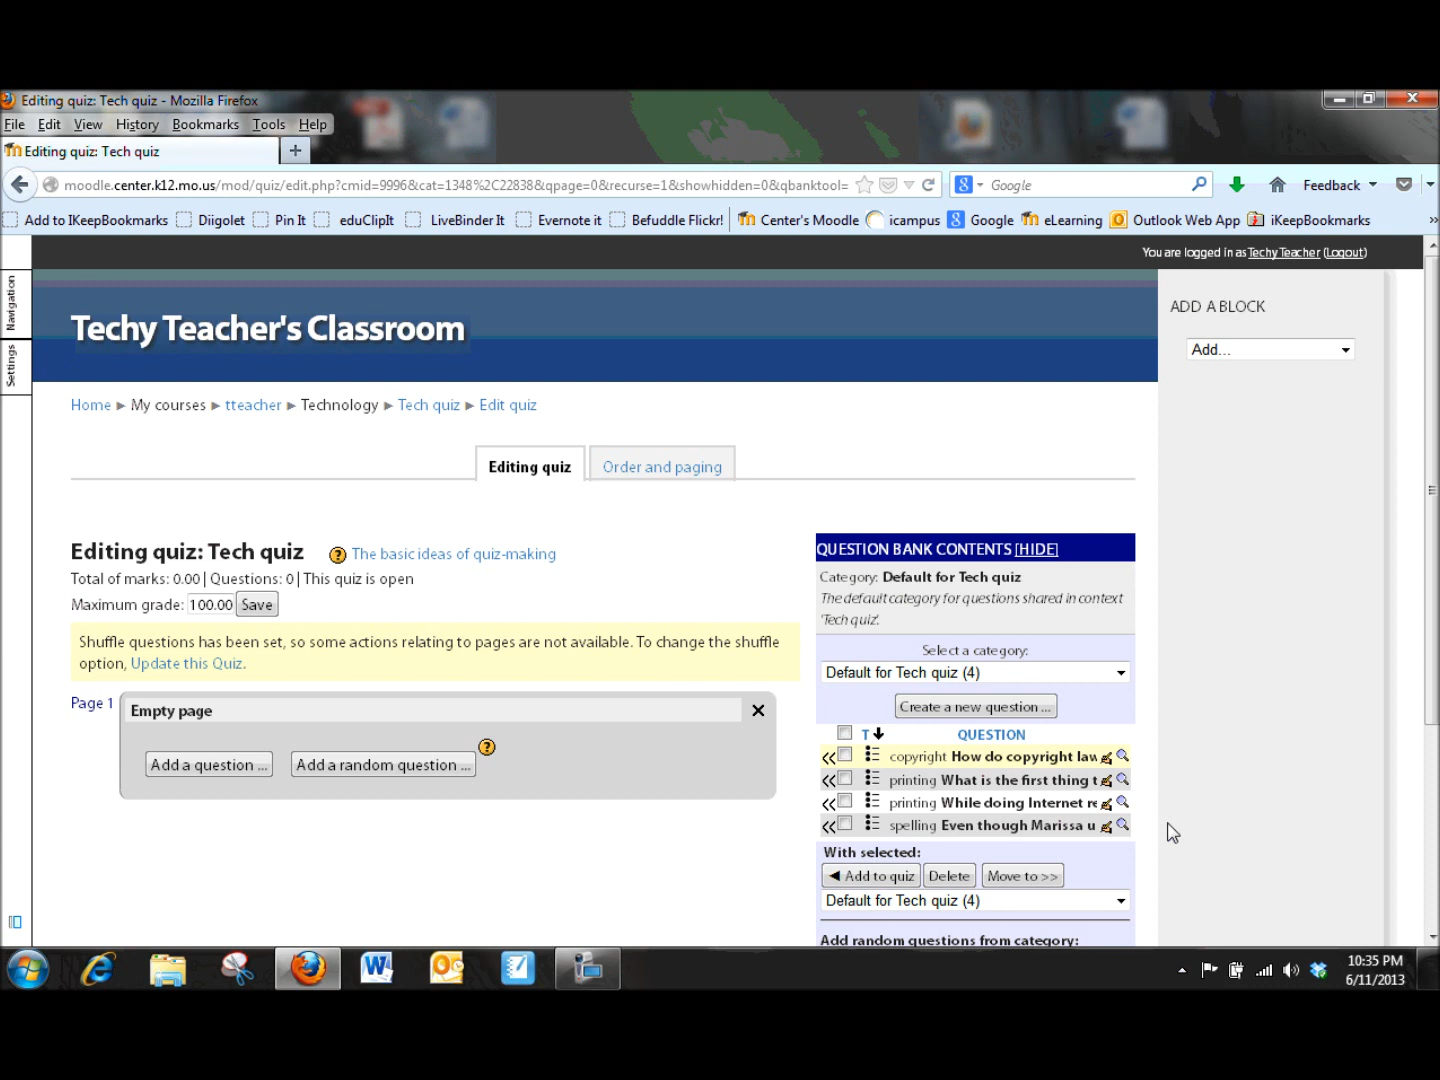 Editing quiz: Tech quiz - Mozilla Firefox
File Edit View History Bookmarks Tools Help
Editing quiz: Tech quiz
moodle.center.k12.mo.us/mod/quiz/edit.php?cmid=9996&cat=1348%2C22838&qpage=0&recurse=1&showhidden=0&qbanktool=
Google
Feedback
Add to IKeepBookmarks Diigolet Pin It eduClipIt LiveBinder It Evernote it Befuddle Flickr! Center's Moodle icampus Google eLearning Outlook Web App iKeepBookmarks
You are logged in as Techy Teacher (Logout)
Navigation
Settings
Techy Teacher's Classroom
ADD A BLOCK
Add...
Home ► My courses ► tteacher ► Technology ► Tech quiz ► Edit quiz
Editing quiz
Order and paging
Editing quiz: Tech quiz
The basic ideas of quiz-making
Total of marks: 0.00 | Questions: 0 | This quiz is open
Maximum grade: 100.00 Save
Shuffle questions has been set, so some actions relating to pages are not available. To change the shuffle
option, Update this Quiz.
Page 1
Empty page
Add a question ...
Add a random question ...
QUESTION BANK CONTENTS [HIDE]
Category: Default for Tech quiz
The default category for questions shared in context
'Tech quiz'.
Select a category:
Default for Tech quiz (4)
Create a new question ...
T QUESTION
copyright How do copyright law
printing What is the first thing t
printing While doing Internet re
spelling Even though Marissa u
With selected:
◄ Add to quiz Delete Move to >>
Default for Tech quiz (4)
Add random questions from category:
10:35 PM
6/11/2013